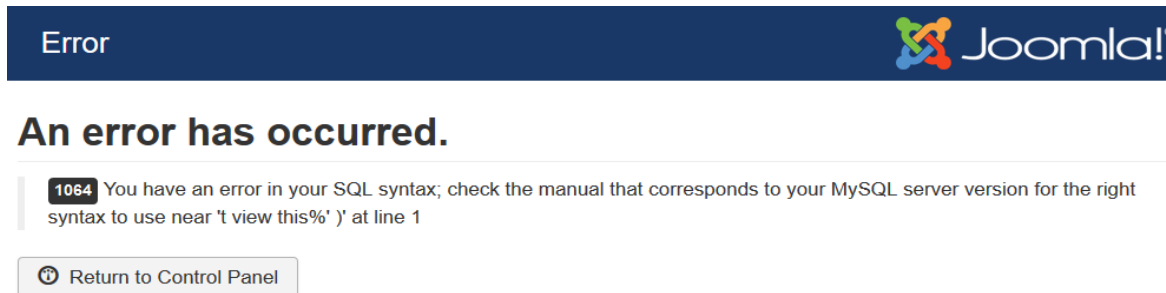 Error
Joomla!
An error has occurred.
1064 You have an error in your SQL syntax; check the manual that corresponds to your MySQL server version for the right
syntax to use near 't view this%' )' at line 1
Return to Control Panel